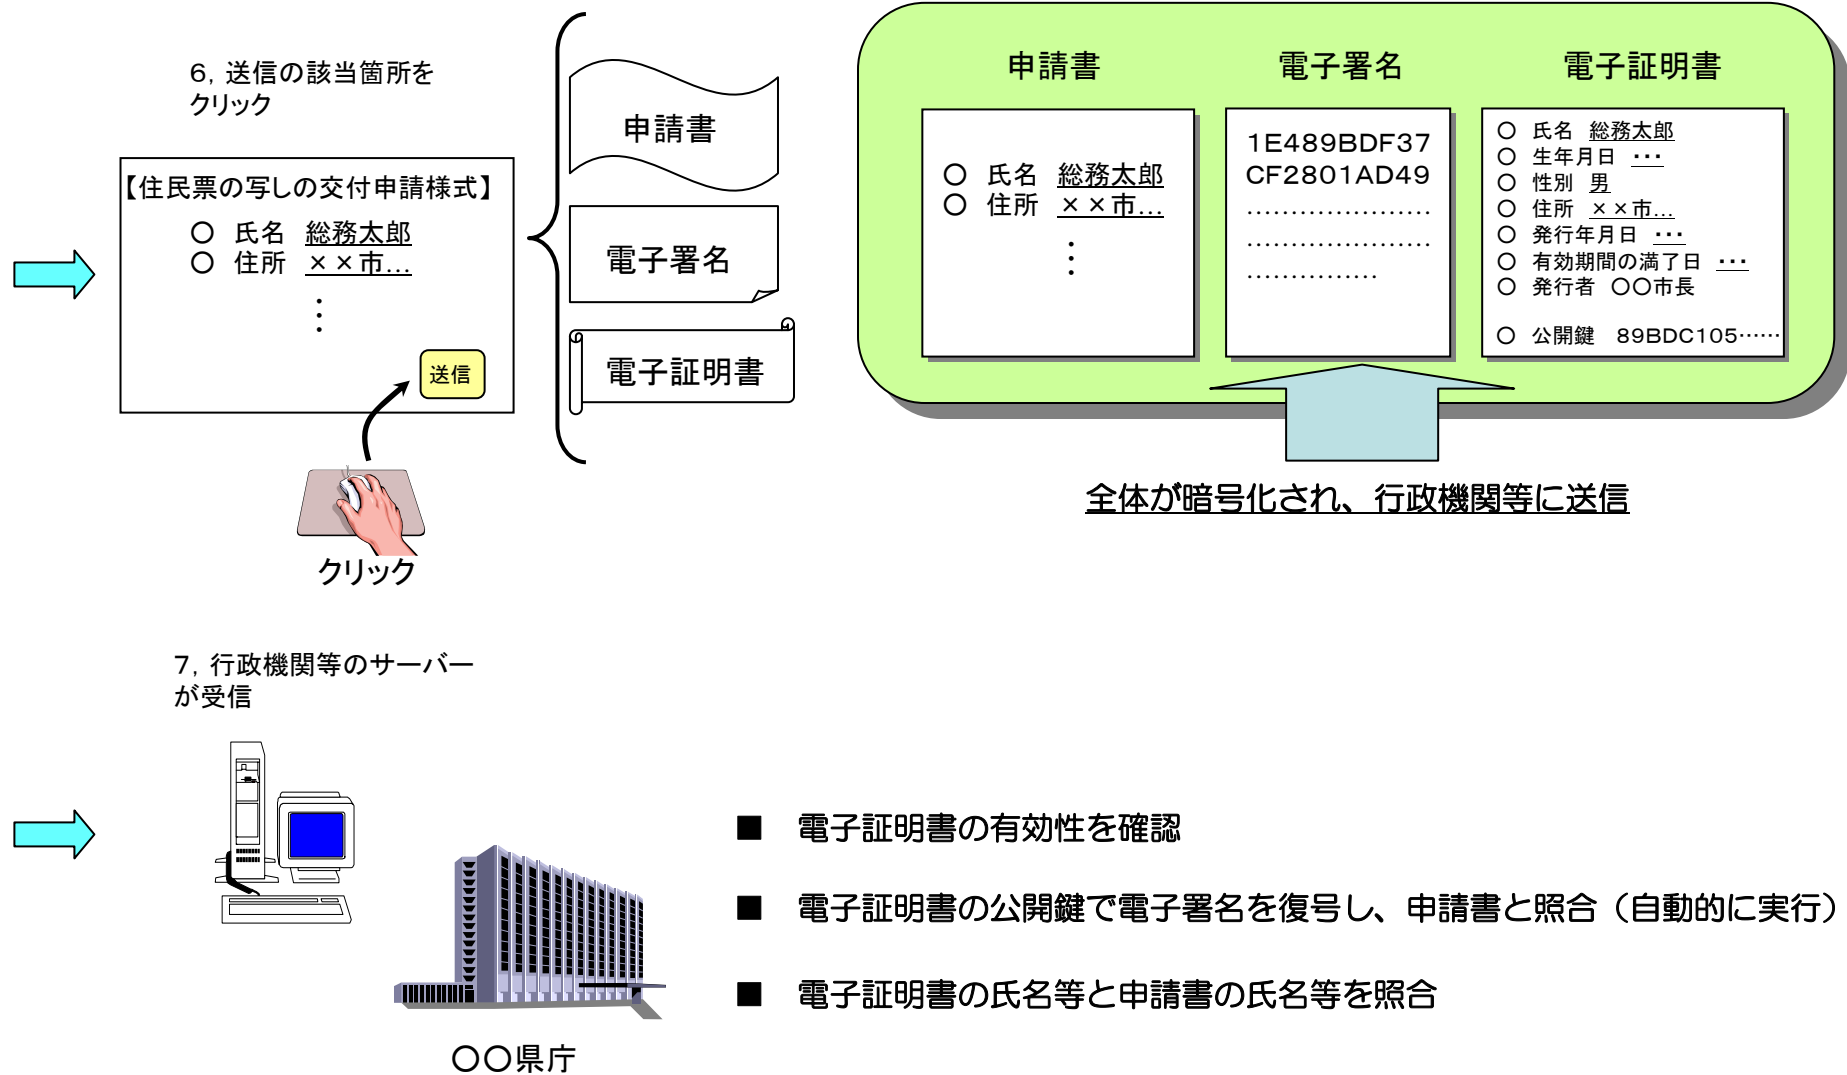 6，送信の該当箇所を
クリック
【住民票の写しの交付申請様式】
○ 氏名 総務太郎
○ 住所 ××市…
⋮
送信
クリック
申請書
電子署名
電子証明書
申請書
○ 氏名 総務太郎
○ 住所 ××市…
⋮
電子署名
1E489BDF37
CF2801AD49
…………………
…………………
……………
電子証明書
○ 氏名 総務太郎
○ 生年月日 ・・・
○ 性別 男
○ 住所 ××市…
○ 発行年月日 ・・・
○ 有効期間の満了日 ・・・
○ 発行者 ○○市長
○ 公開鍵 89BDC105……
全体が暗号化され、行政機関等に送信
7，行政機関等のサーバー
が受信
○○県庁
■ 電子証明書の有効性を確認
■ 電子証明書の公開鍵で電子署名を復号し、申請書と照合（自動的に実行）
■ 電子証明書の氏名等と申請書の氏名等を照合